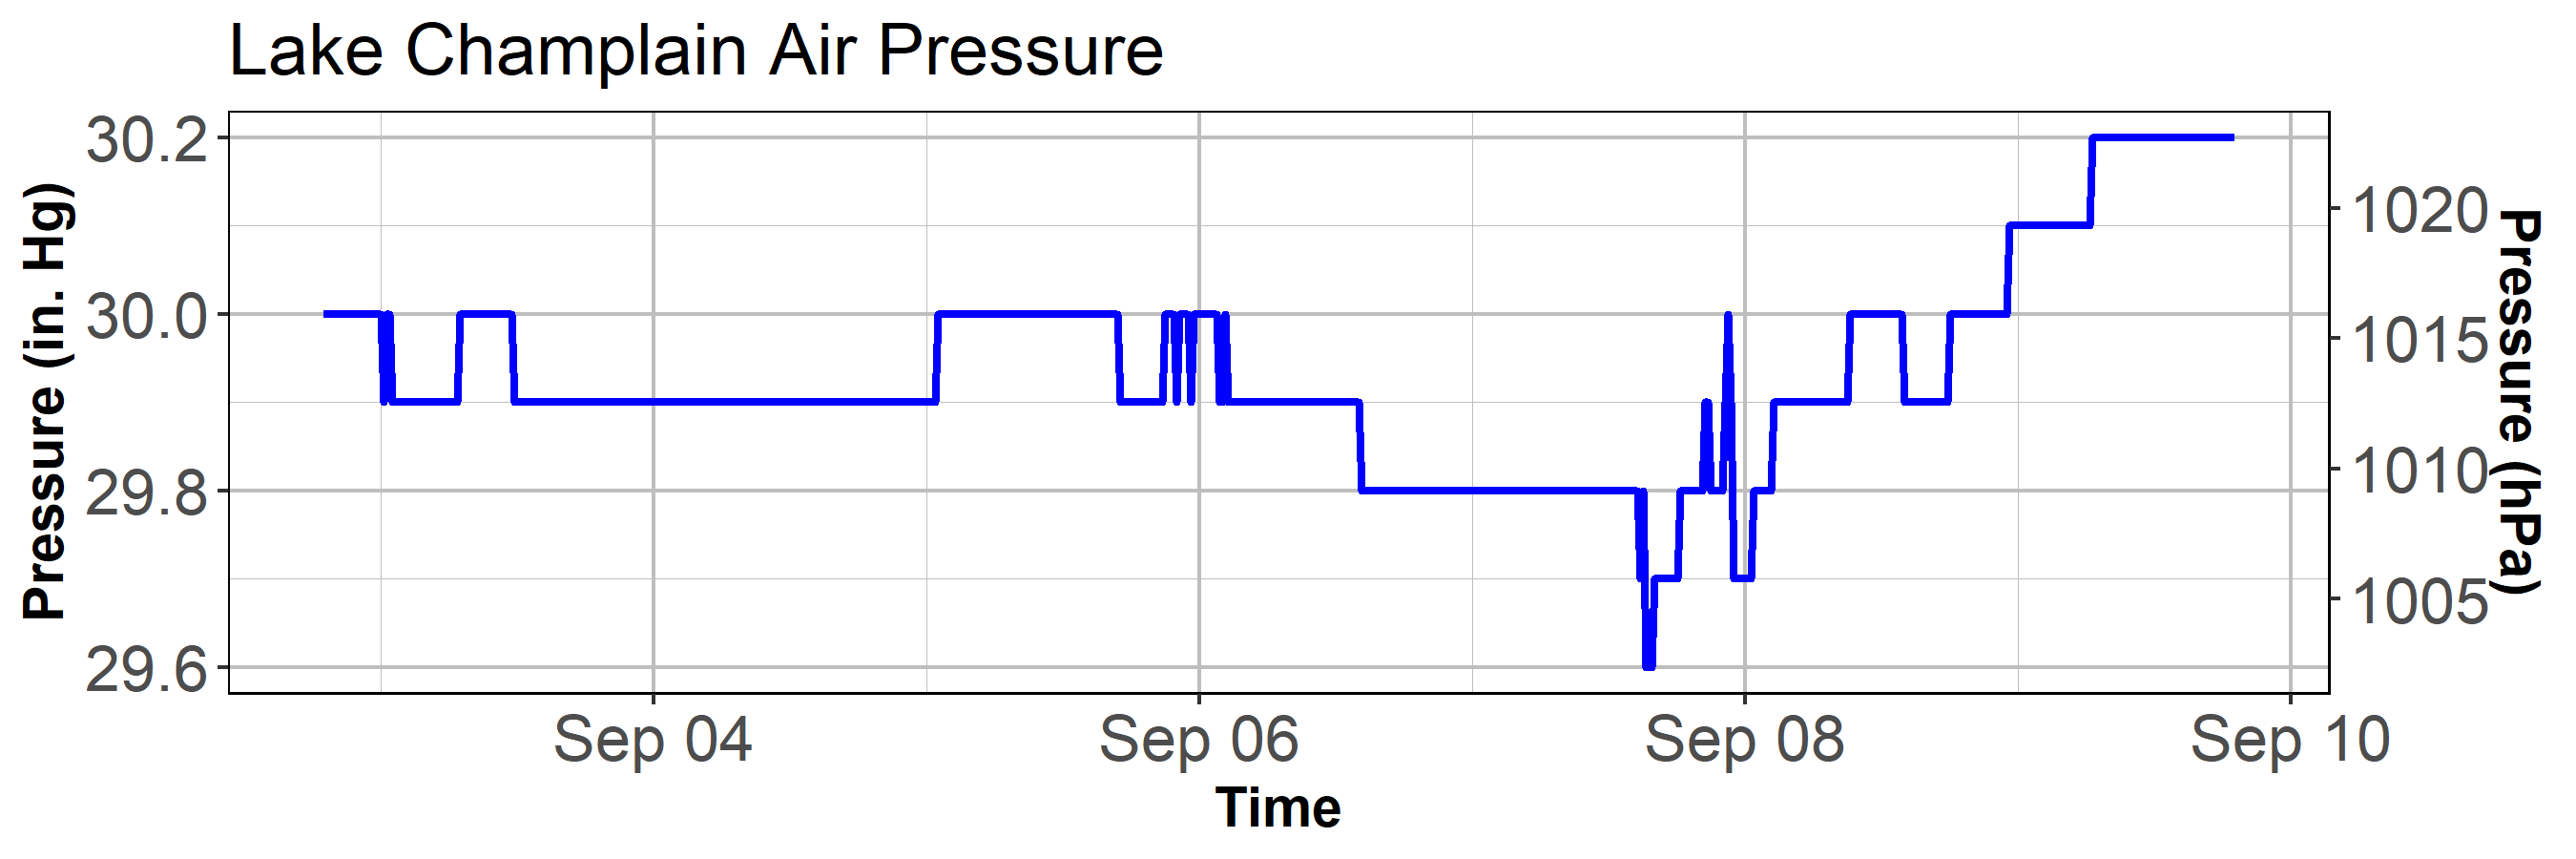 Lake Champlain Air Pressure
Pressure (in. Hg)
30.2
30.0
29.8
29.6
1020
1015
1010
1005
Pressure (hPa)
Sep 04 Sep 06 Sep 08 Sep 10
Time